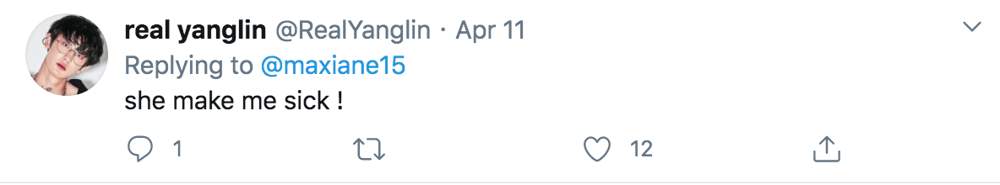 real yanglin @RealYanglin · Apr 11
Replying to @maxiane15
she make me sick !
1 12